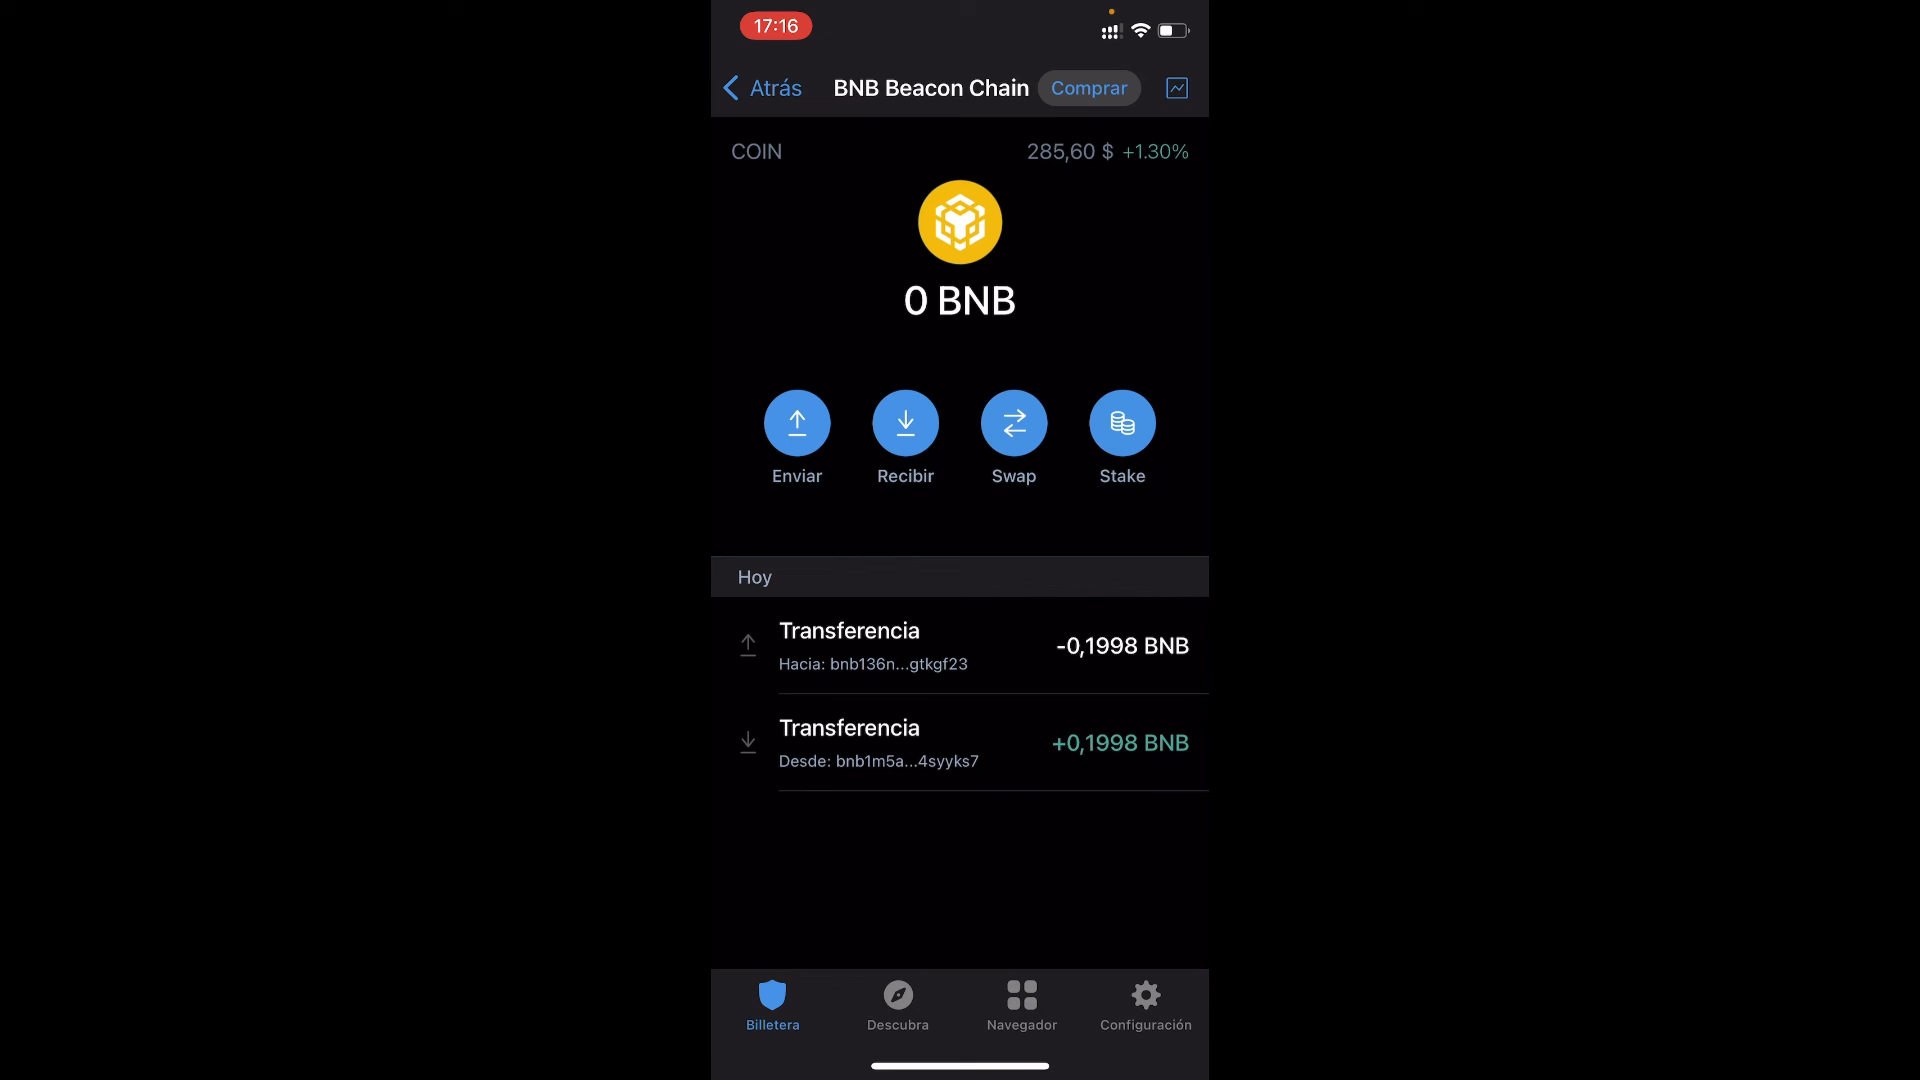 17:16
Atrás
BNB Beacon Chain
Comprar
COIN
285,60 $ +1.30%
0 BNB
Enviar
Recibir
Swap
Stake
Hoy
Transferencia
-0,1998 BNB
Hacia: bnb136n...gtkgf23
Transferencia
+0,1998 BNB
Desde: bnb1m5a...4syyks7
Billetera
Descubra
Navegador
Configuración